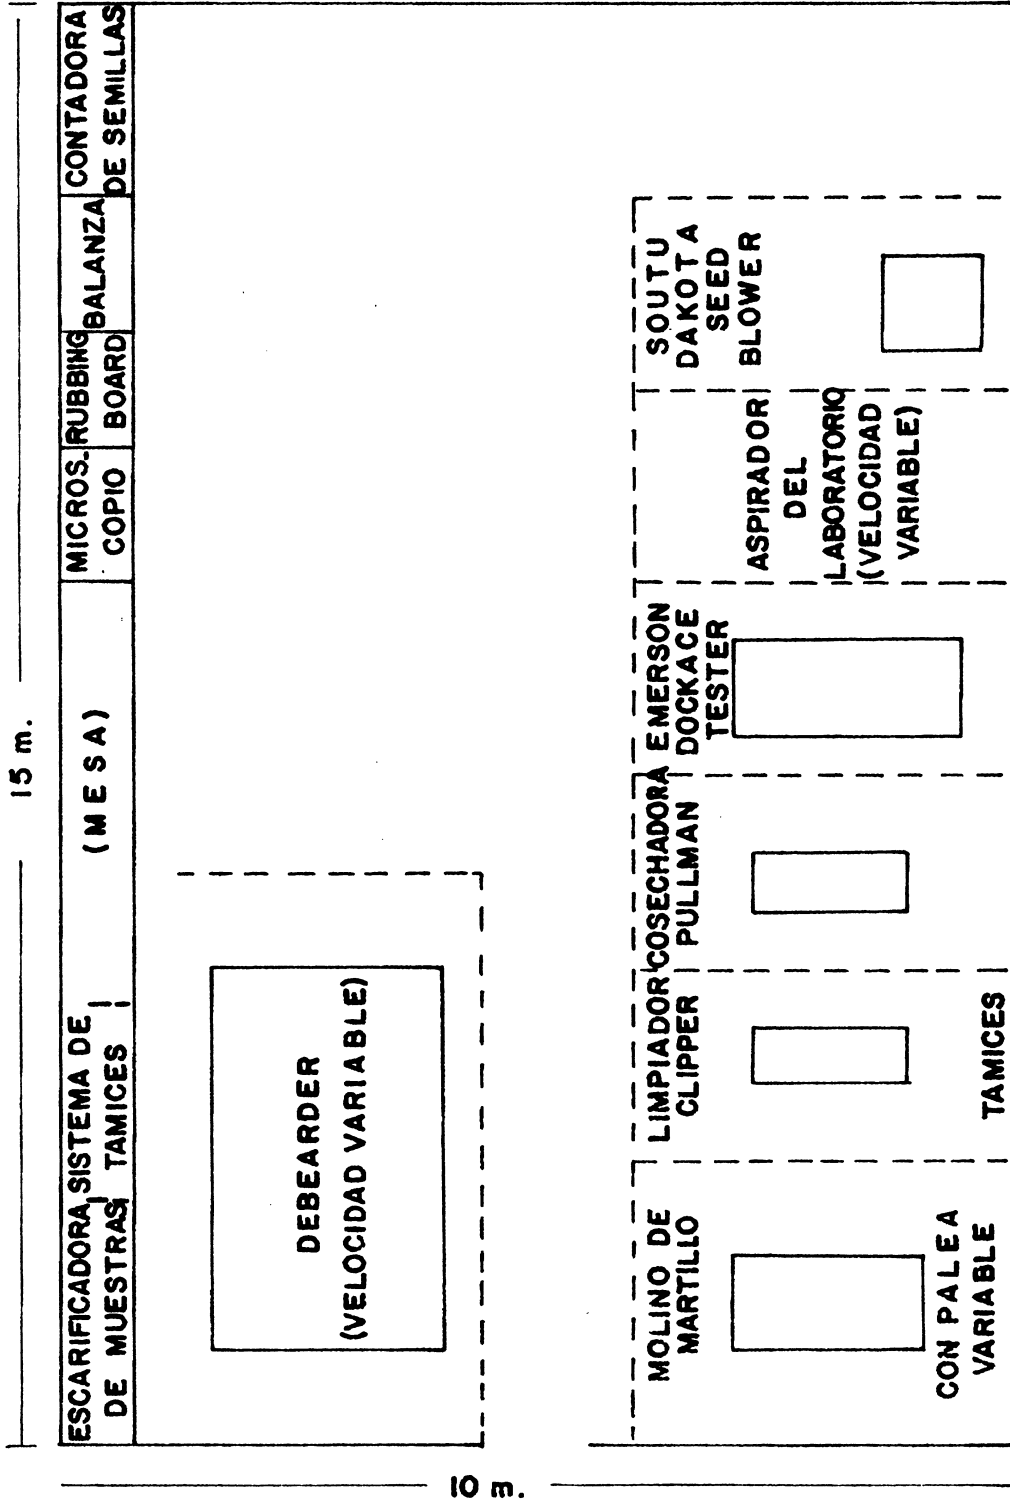 ESCARIFICADORA
DE MUESTRAS
SISTEMA DE
TAMICES
(MESA)
MICROS.
COPIO
RUBBING
BOARD
BALANZA
CONTADORA
DE SEMILLAS
15 m.
DEBEARDER
(VELOCIDAD VARIABLE)
MOLINO DE
MARTILLO
CON PALEA
VARIABLE
LIMPIADOR
CLIPPER
TAMICES
COSECHADORA
PULLMAN
EMERSON
DOCKACE
TESTER
ASPIRADOR
DEL
LABORATORIO
(VELOCIDAD
VARIABLE)
SOUTU
DAKOTA
SEED
BLOWER
10 m.